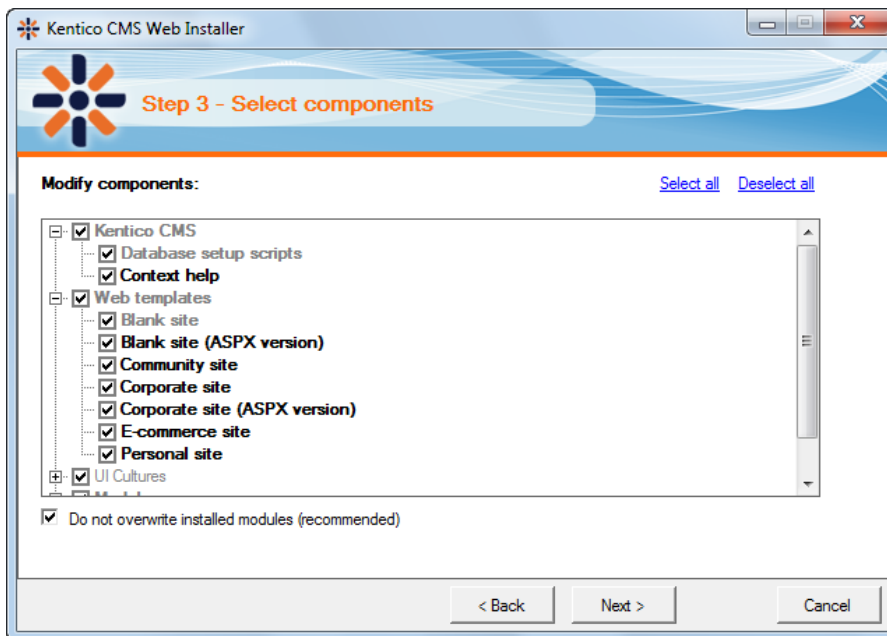 Kentico CMS Web Installer
Step 3 - Select components
Modify components:
Select all Deselect all
Kentico CMS
Database setup scripts
Context help
Web templates
Blank site
Blank site (ASPX version)
Community site
Corporate site
Corporate site (ASPX version)
E-commerce site
Personal site
UI Cultures
Do not overwrite installed modules (recommended)
< Back Next > Cancel